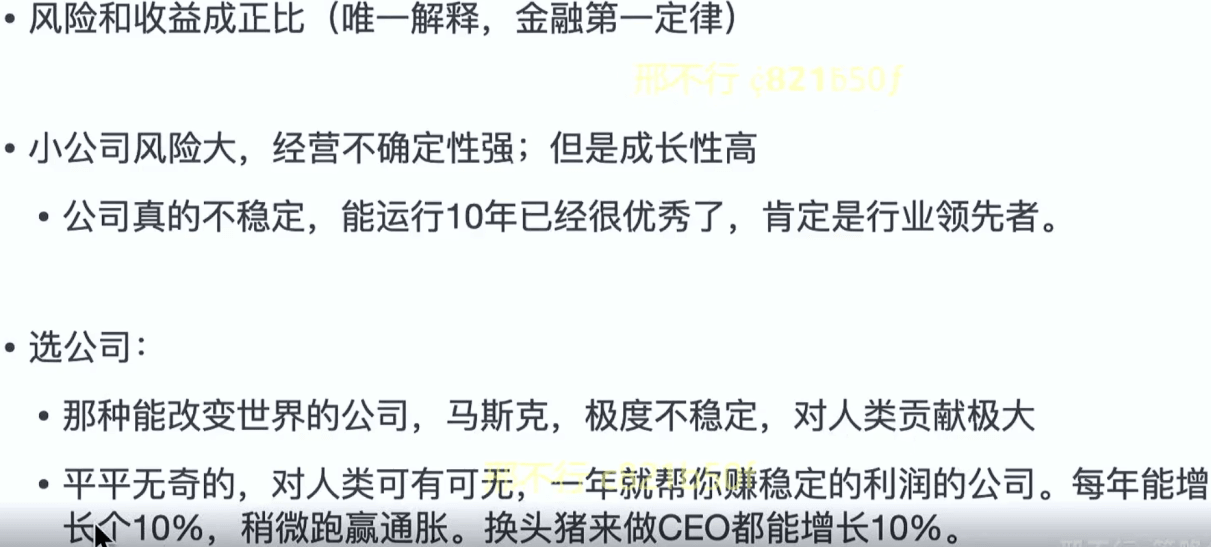 • 风险和收益成正比（唯一解释，金融第一定律）
邢不行
• 小公司风险大，经营不确定性强；但是成长性高
• 公司真的不稳定，能运行10年已经很优秀了，肯定是行业领先者。
• 选公司：
• 那种能改变世界的公司，马斯克，极度不稳定，对人类贡献极大
• 平平无奇的，对人类可有可无，一年就帮你赚稳定的利润的公司。每年能增
长个10%，稍微跑赢通胀。换头猪来做CEO都能增长10%。